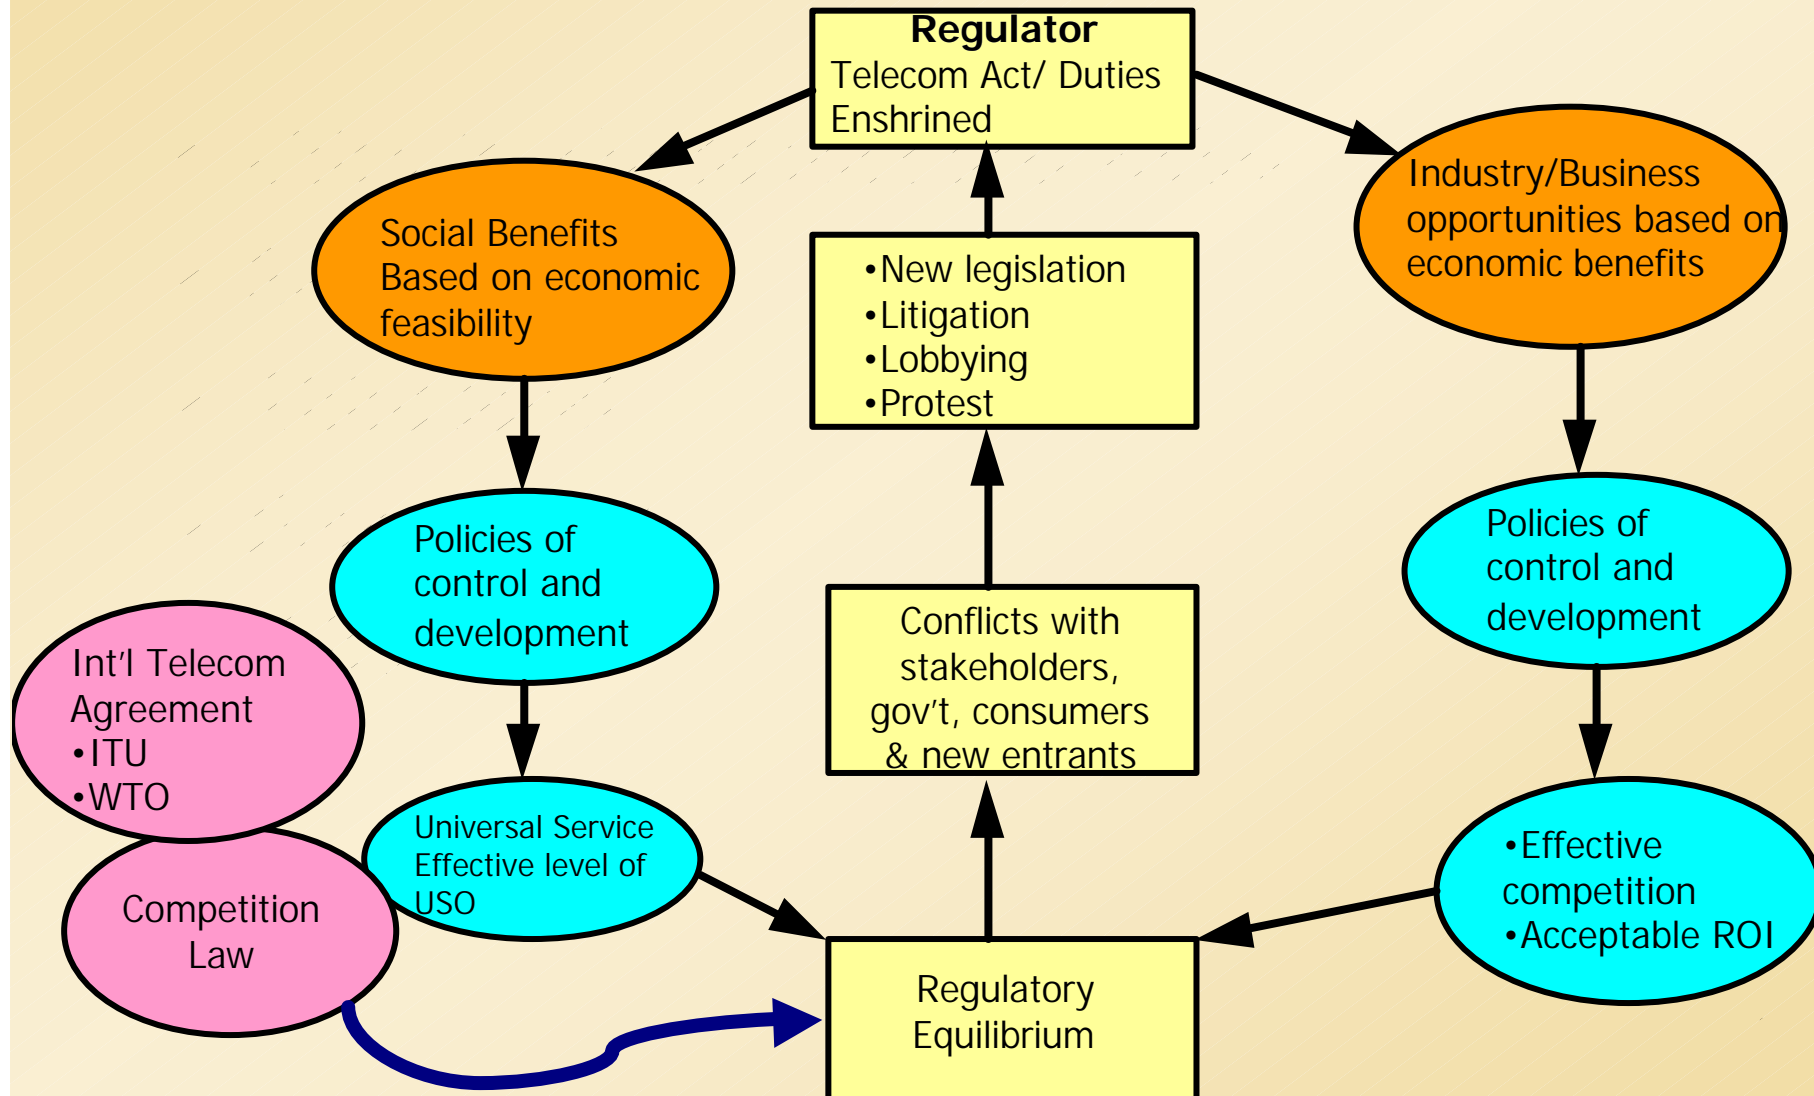 Regulator
Telecom Act/ Duties
Enshrined
Social Benefits
Based on economic
feasibility
Industry/Business
opportunities based on
economic benefits
•New legislation
•Litigation
•Lobbying
•Protest
Policies of
control and
development
Policies of
control and
development
Conflicts with
stakeholders,
gov't, consumers
& new entrants
Int'l Telecom
Agreement
•ITU
•WTO
Universal Service
Effective level of
USO
•Effective
competition
•Acceptable ROI
Competition
Law
Regulatory
Equilibrium